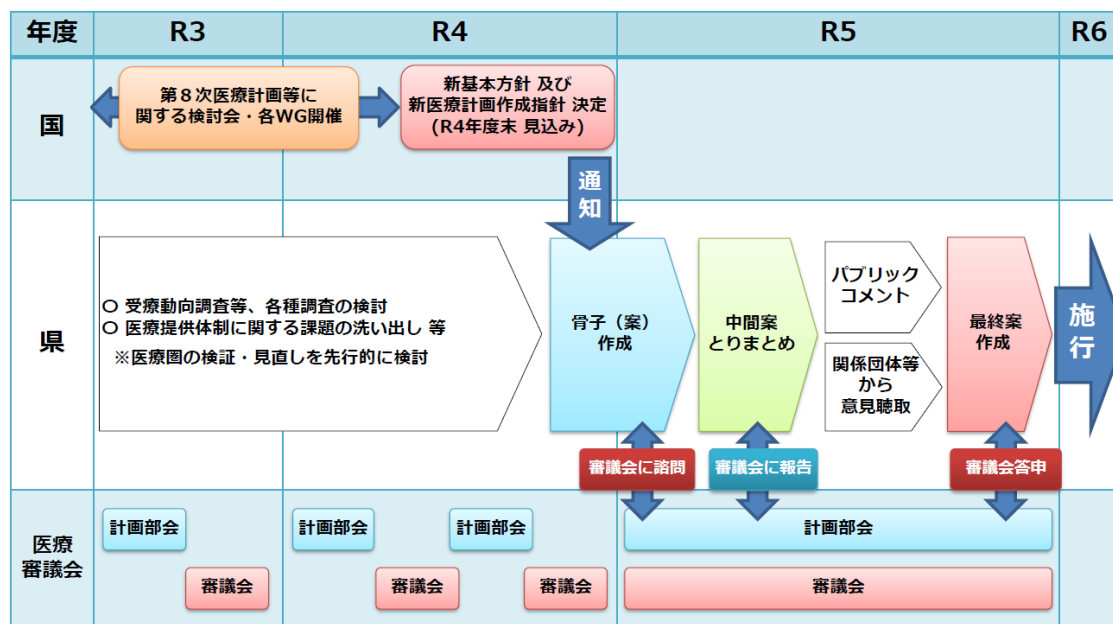 年度
R3
R4
R5
R6
国
第８次医療計画等に
関する検討会・各WG開催
新基本方針 及び
新医療計画作成指針 決定
(R4年度末 見込み)
通知
県
〇 受療動向調査等、各種調査の検討
〇 医療提供体制に関する課題の洗い出し 等
※医療圏の検証・見直しを先行的に検討
骨子（案）
作成
中間案
とりまとめ
パブリック
コメント
関係団体等
から
意見聴取
最終案
作成
施行
審議会に諮問
審議会に報告
審議会答申
医療
審議会
計画部会
計画部会
計画部会
計画部会
審議会
審議会
審議会
審議会